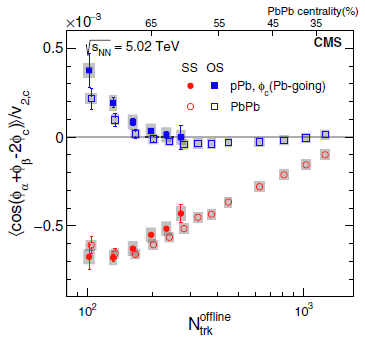 PbPb centrality(%)
×10⁻³ 65 55 45 35
√sNN = 5.02 TeV CMS
SS OS
pPb, ϕc(Pb-going)
PbPb
0.5
0
−0.5
⟨cos(ϕα+ϕβ-2ϕc)⟩/v2,c
10² 10³
Ntrk^offline